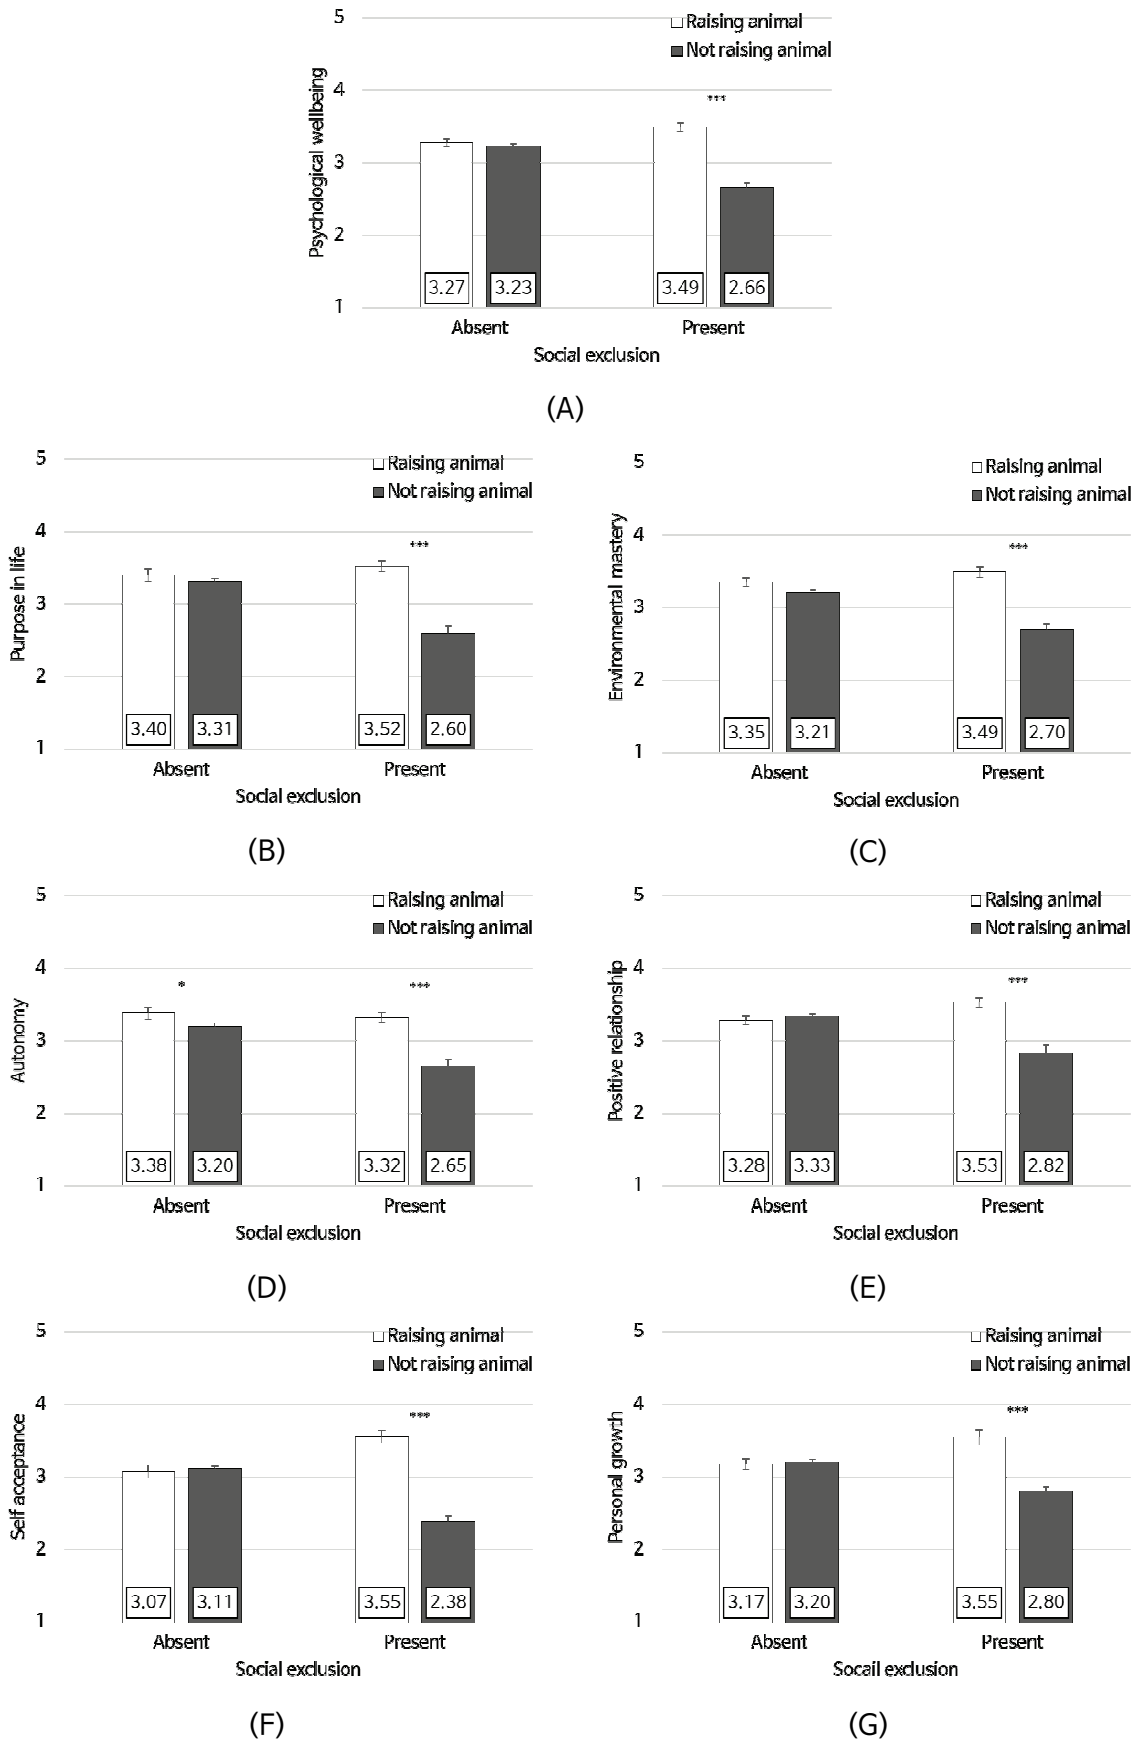 5
Raising animal
Not raising animal
4
***
Psychological wellbeing
3
2
3.27 3.23 3.49 2.66
1
Absent Present
Social exclusion
(A)
5
Raising animal
Not raising animal
4
***
Purpose in life
3
2
3.40 3.31 3.52 2.60
1
Absent Present
Social exclusion
(B)
5
Raising animal
Not raising animal
4
***
Environmental mastery
3
2
3.35 3.21 3.49 2.70
1
Absent Present
Social exclusion
(C)
5
Raising animal
Not raising animal
4
* ***
Autonomy
3
2
3.38 3.20 3.32 2.65
1
Absent Present
Social exclusion
(D)
5
Raising animal
Not raising animal
4
***
Positive relationship
3
2
3.28 3.33 3.53 2.82
1
Absent Present
Social exclusion
(E)
5
Raising animal
Not raising animal
4
***
Self acceptance
3
2
3.07 3.11 3.55 2.38
1
Absent Present
Social exclusion
(F)
5
Raising animal
Not raising animal
4
***
Personal growth
3
2
3.17 3.20 3.55 2.80
1
Absent Present
Socail exclusion
(G)